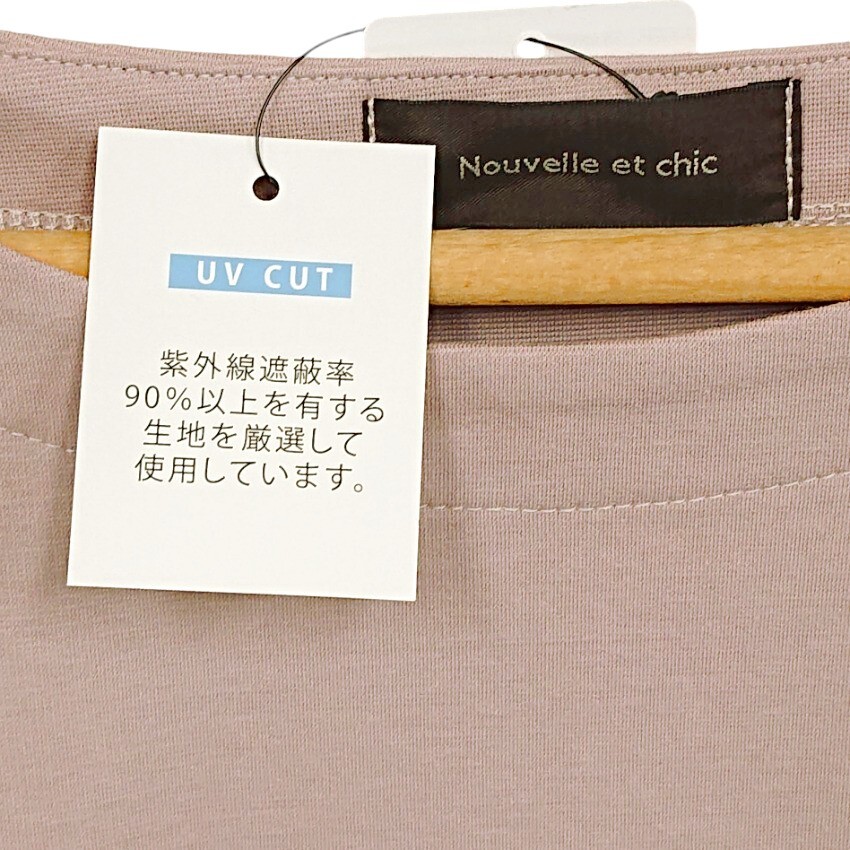 Nouvelle et chic
UV CUT
紫外線遮蔽率
90%以上を有する
生地を厳選して
使用しています。